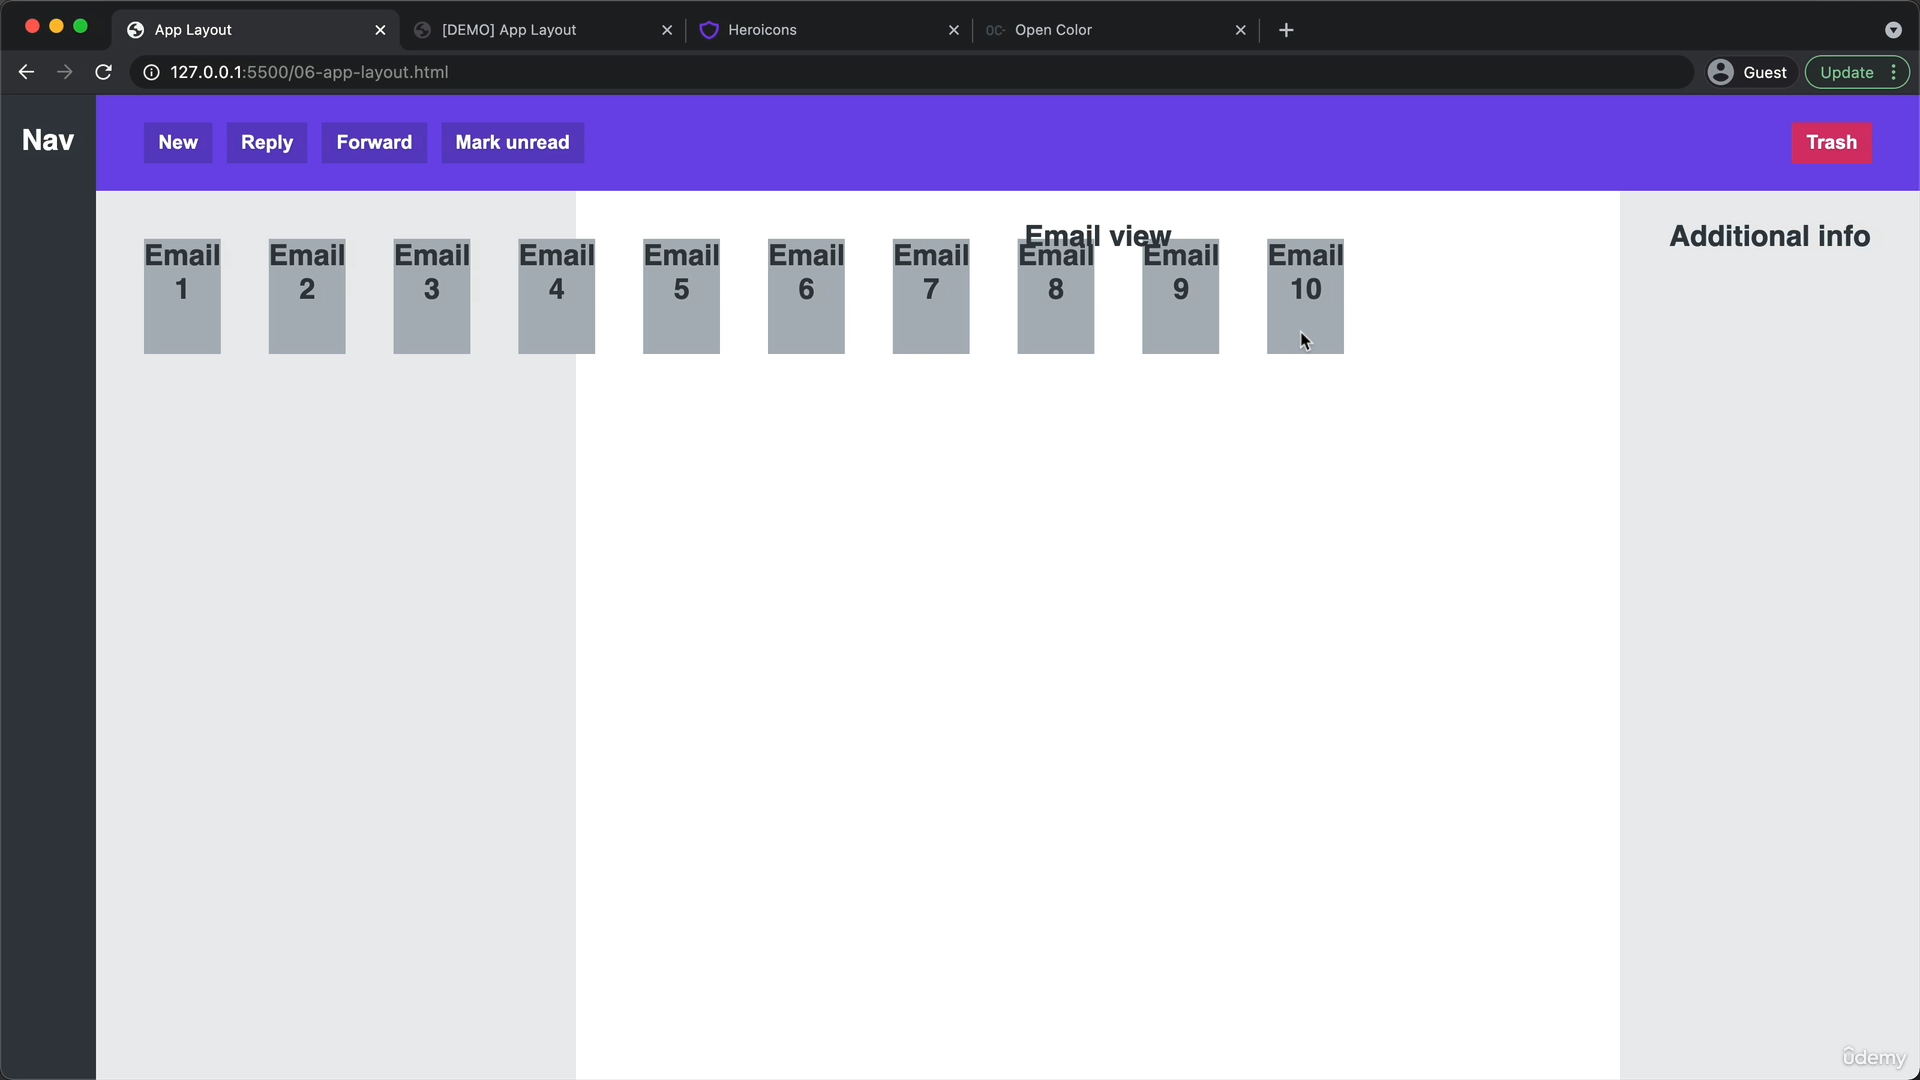 App Layout
[DEMO] App Layout
Heroicons
OC- Open Color
127.0.0.1:5500/06-app-layout.html
Guest
Update
Nav
New
Reply
Forward
Mark unread
Trash
Email view
Additional info
Email
1
Email
2
Email
3
Email
4
Email
5
Email
6
Email
7
Email
8
Email
9
Email
10
ûdemy